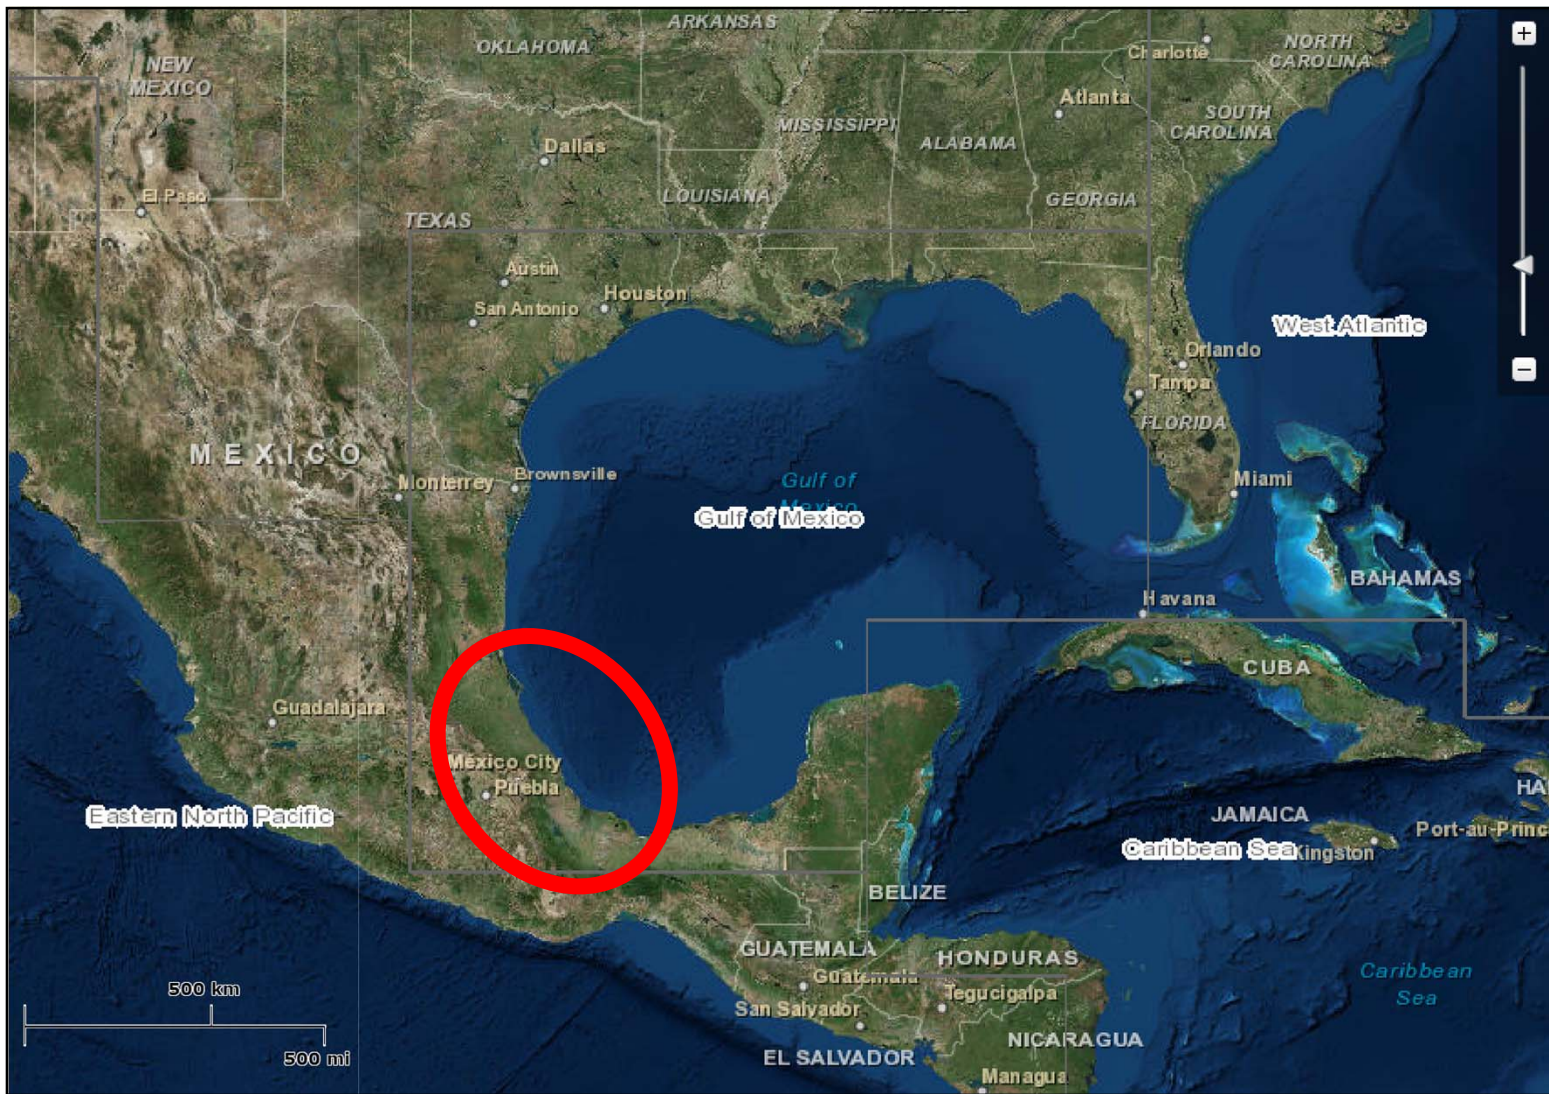 ARKANSAS
OKLAHOMA
NEW
MEXICO
Charlotte
NORTH
CAROLINA
Atlanta
SOUTH
CAROLINA
MISSISSIPPI
ALABAMA
Dallas
El Paso
LOUISIANA
GEORGIA
TEXAS
Austin
San Antonio
Houston
West Atlantic
Orlando
Tampa
FLORIDA
MEXICO
Monterrey
Brownsville
Gulf of
Mexico
Gulf of Mexico
Miami
BAHAMAS
Havana
CUBA
Guadalajara
México City
Puebla
Eastern North Pacific
HA
JAMAICA
Port-au-Princ
Caribbean Sea
Kingston
BELIZE
GUATEMALA
HONDURAS
Guatemala
Tegucigalpa
San Salvador
Caribbean
Sea
NICARAGUA
EL SALVADOR
Managua
500 km
500 mi
+
−